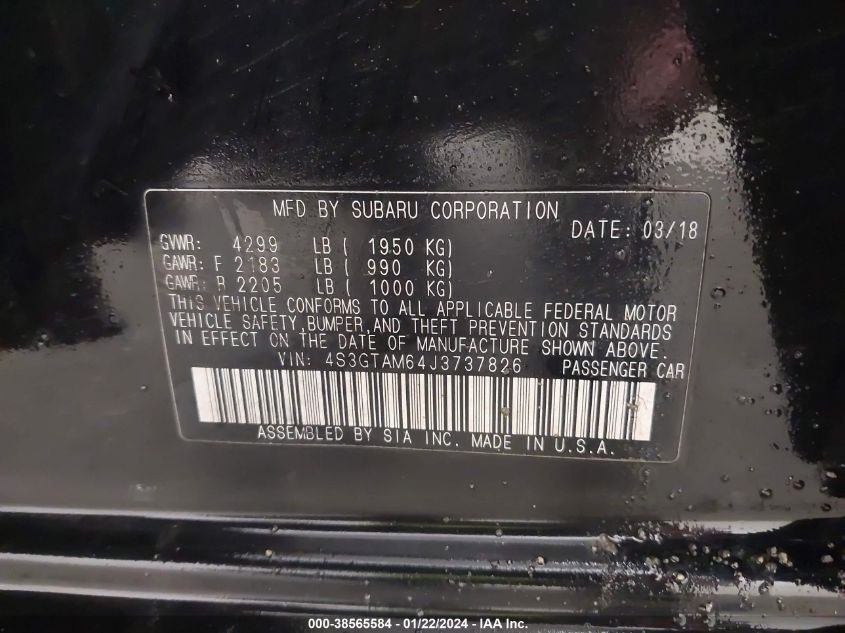 MFD BY SUBARU CORPORATION
DATE: 03/18
GVWR: 4299 LB ( 1950 KG)
GAWR: F 2183 LB ( 990 KG)
GAWR: R 2205 LB ( 1000 KG)
THIS VEHICLE CONFORMS TO ALL APPLICABLE FEDERAL MOTOR
VEHICLE SAFETY, BUMPER, AND THEFT PREVENTION STANDARDS
IN EFFECT ON THE DATE OF MANUFACTURE SHOWN ABOVE.
VIN: 4S3GTAM64J3737826 PASSENGER CAR
ASSEMBLED BY SIA INC. MADE IN U.S.A.
000-38565584 - 01/22/2024 - IAA Inc.